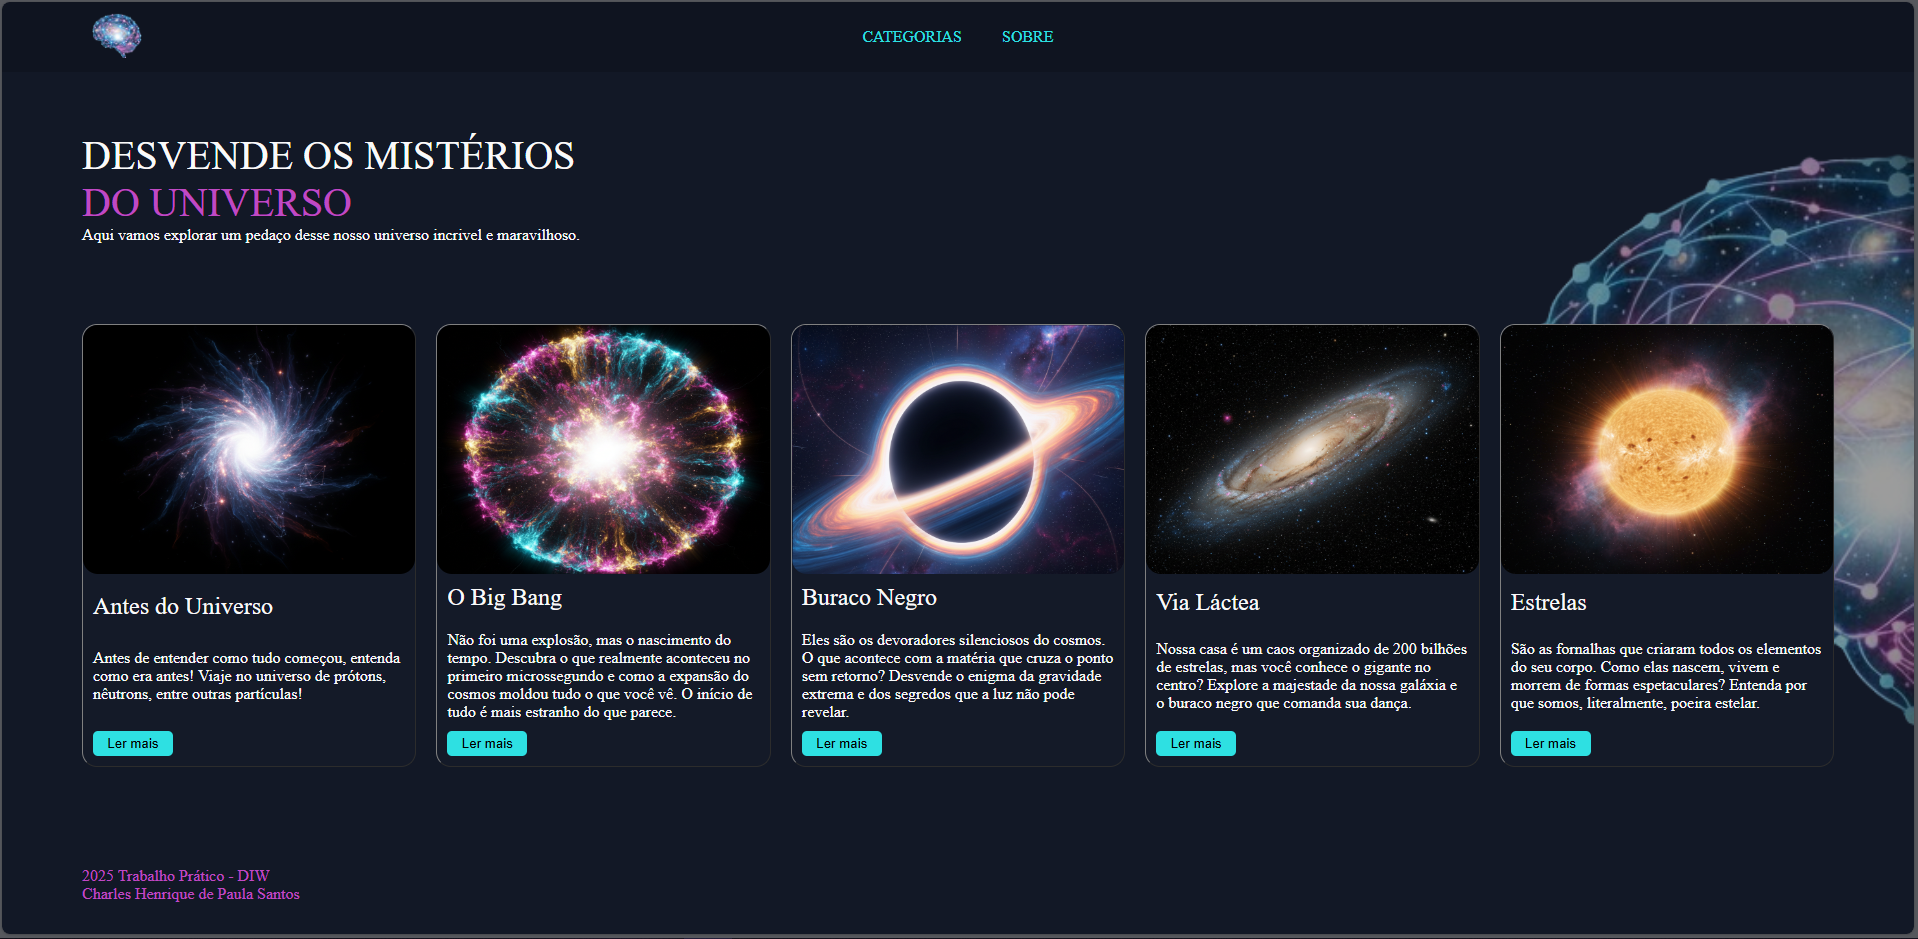 CATEGORIAS SOBRE
DESVENDE OS MISTÉRIOS
DO UNIVERSO
Aqui vamos explorar um pedaço desse nosso universo incrivel e maravilhoso.
Antes do Universo
Antes de entender como tudo começou, entenda
como era antes! Viaje no universo de prótons,
nêutrons, entre outras partículas!
Ler mais
O Big Bang
Não foi uma explosão, mas o nascimento do
tempo. Descubra o que realmente aconteceu no
primeiro microssegundo e como a expansão do
cosmos moldou tudo o que você vê. O início de
tudo é mais estranho do que parece.
Ler mais
Buraco Negro
Eles são os devoradores silenciosos do cosmos.
O que acontece com a matéria que cruza o ponto
sem retorno? Desvende o enigma da gravidade
extrema e dos segredos que a luz não pode
revelar.
Ler mais
Via Láctea
Nossa casa é um caos organizado de 200 bilhões
de estrelas, mas você conhece o gigante no
centro? Explore a majestade da nossa galáxia e
o buraco negro que comanda sua dança.
Ler mais
Estrelas
São as fornalhas que criaram todos os elementos
do seu corpo. Como elas nascem, vivem e
morrem de formas espetaculares? Entenda por
que somos, literalmente, poeira estelar.
Ler mais
2025 Trabalho Prático - DIW
Charles Henrique de Paula Santos